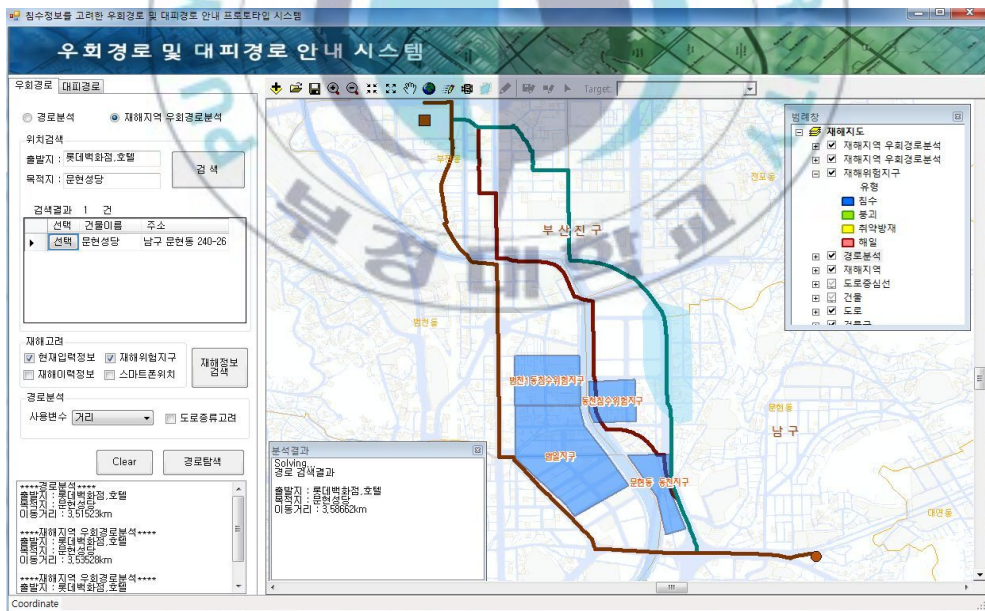 침수정보를 고려한 우회경로 및 대피경로 안내 프로토타입 시스템
우회경로 및 대피경로 안내 시스템
우회경로 대피경로
Target:
경로분석 재해지역 우회경로분석
위치검색
출발지 : 롯데백화점,호텔
목적지 : 문현성당
검 색
검색결과 1 건
선택 건물이름 주소
선택 문현성당 남구 문현동 240-26
재해고려
현재입력정보 재해위험지구
재해이력정보 스마트폰위치
재해정보
검색
경로분석
사용변수 거리 도로종류고려
Clear 경로탐색
****경로분석****
출발지 : 롯데백화점,호텔
목적지 : 문현성당
이동거리 : 3,51523km
****재해지역 우회경로분석****
출발지 : 롯데백화점,호텔
목적지 : 문현성당
이동거리 : 3,53528km
****재해지역 우회경로분석****
출발지 : 롯데백화점,호텔
Coordinate
부전동
전포동
부산진구
범천동
범천1동침수위험지구
동천침수위험지구
범일지구
문현동 동천지구
문현동
남구
대연동
범례창
재해지도
재해지역 우회경로분석
재해지역 우회경로분석
재해위험지구
유형
침수
붕괴
취약방재
해일
경로분석
재해지역
도로중심선
건물
도로
분석결과
Solving...
경로 검색결과
출발지 : 롯데백화점,호텔
목적지 : 문현성당
이동거리 : 3,58662km
부경대학교